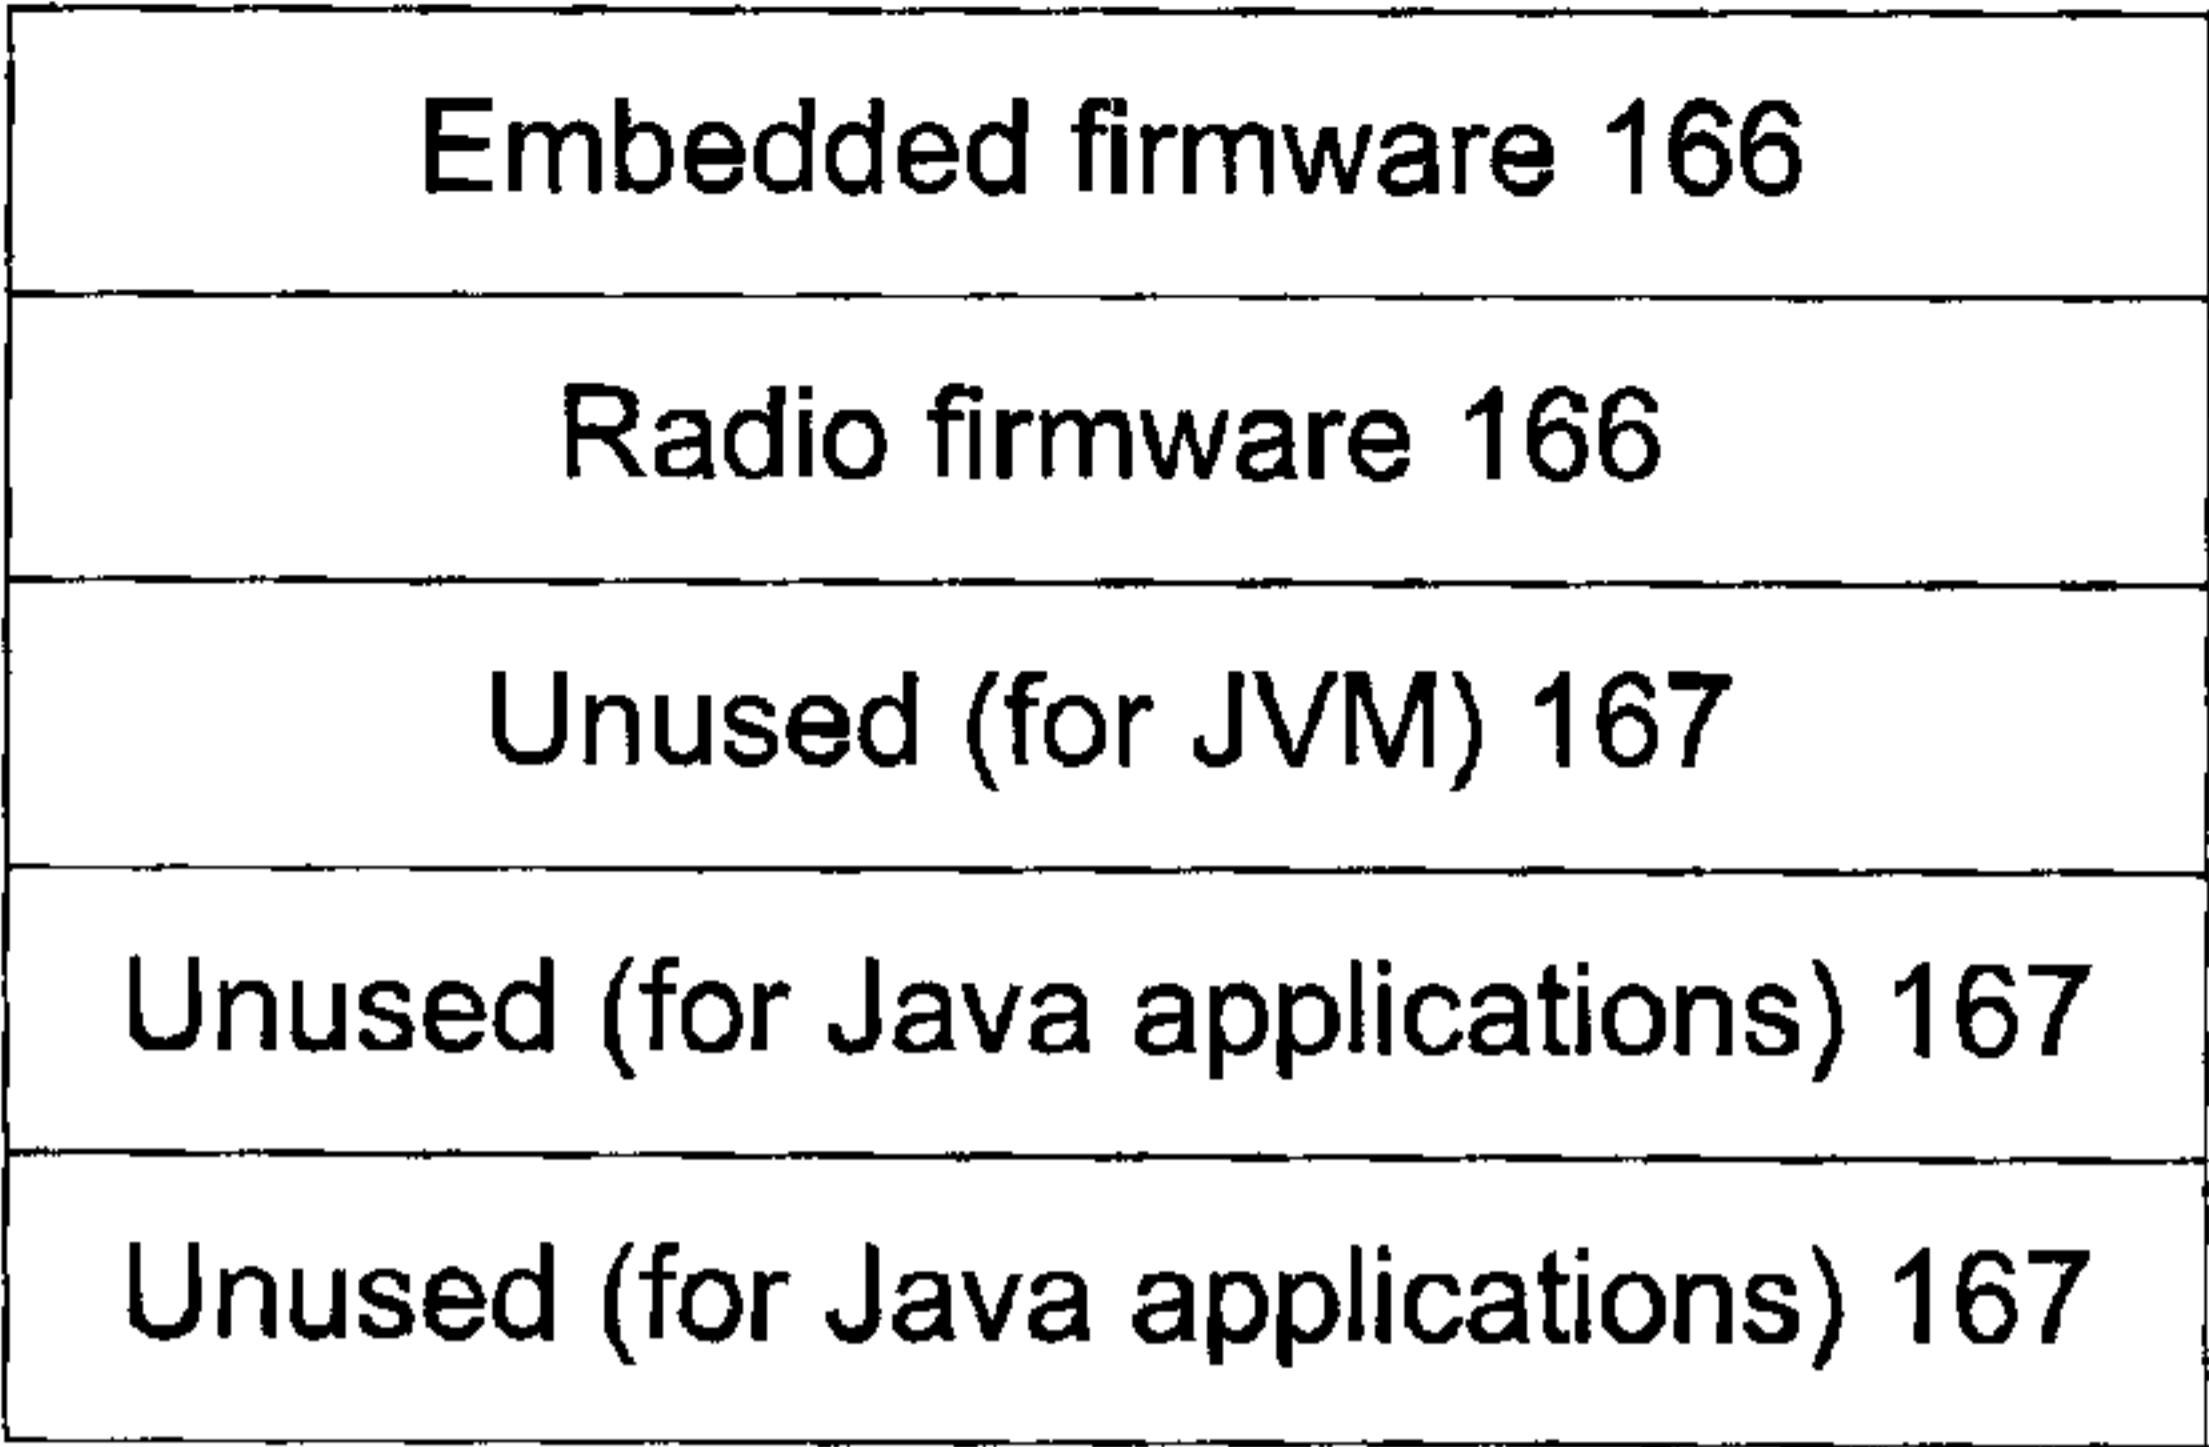 Embedded firmware 166
Radio firmware 166
Unused (for JVM) 167
Unused (for Java applications) 167
Unused (for Java applications) 167